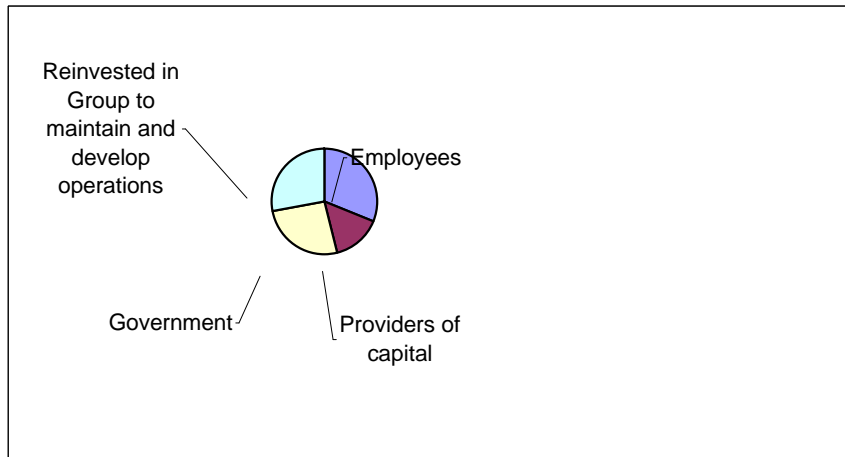 Reinvested in
Group to
maintain and
develop
operations
Employees
Government
Providers of
capital